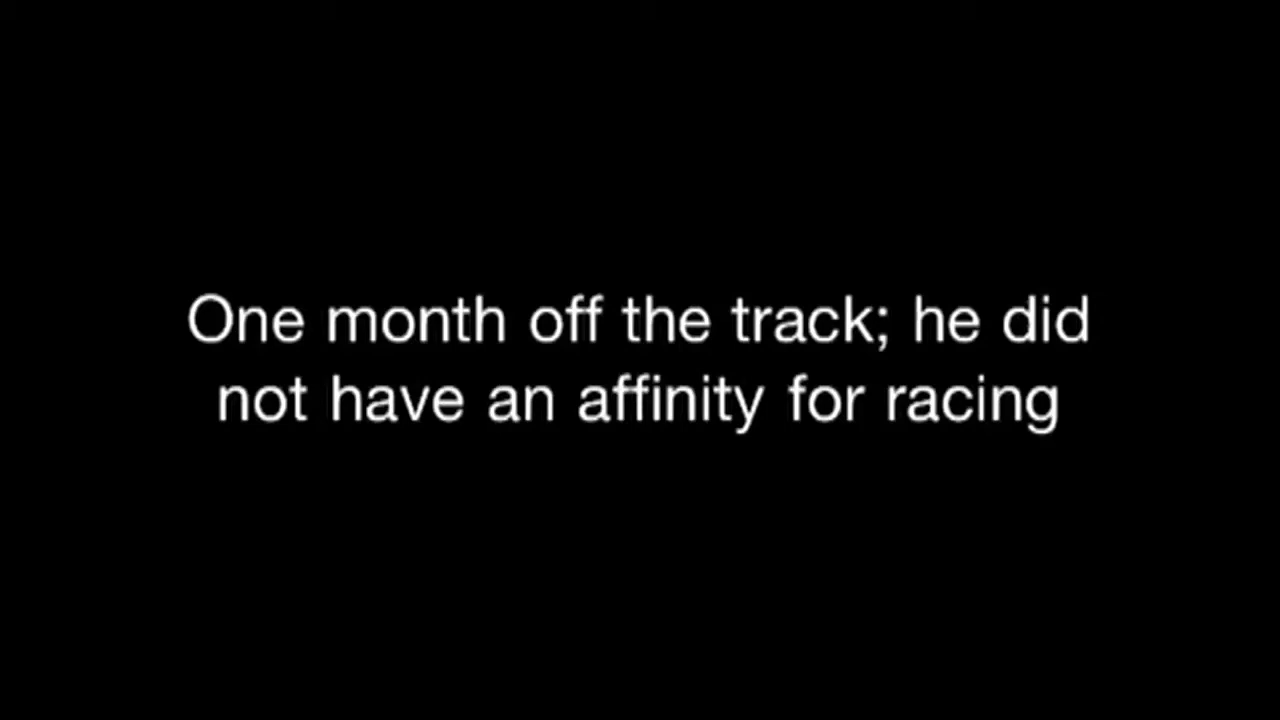 One month off the track; he did
not have an affinity for racing